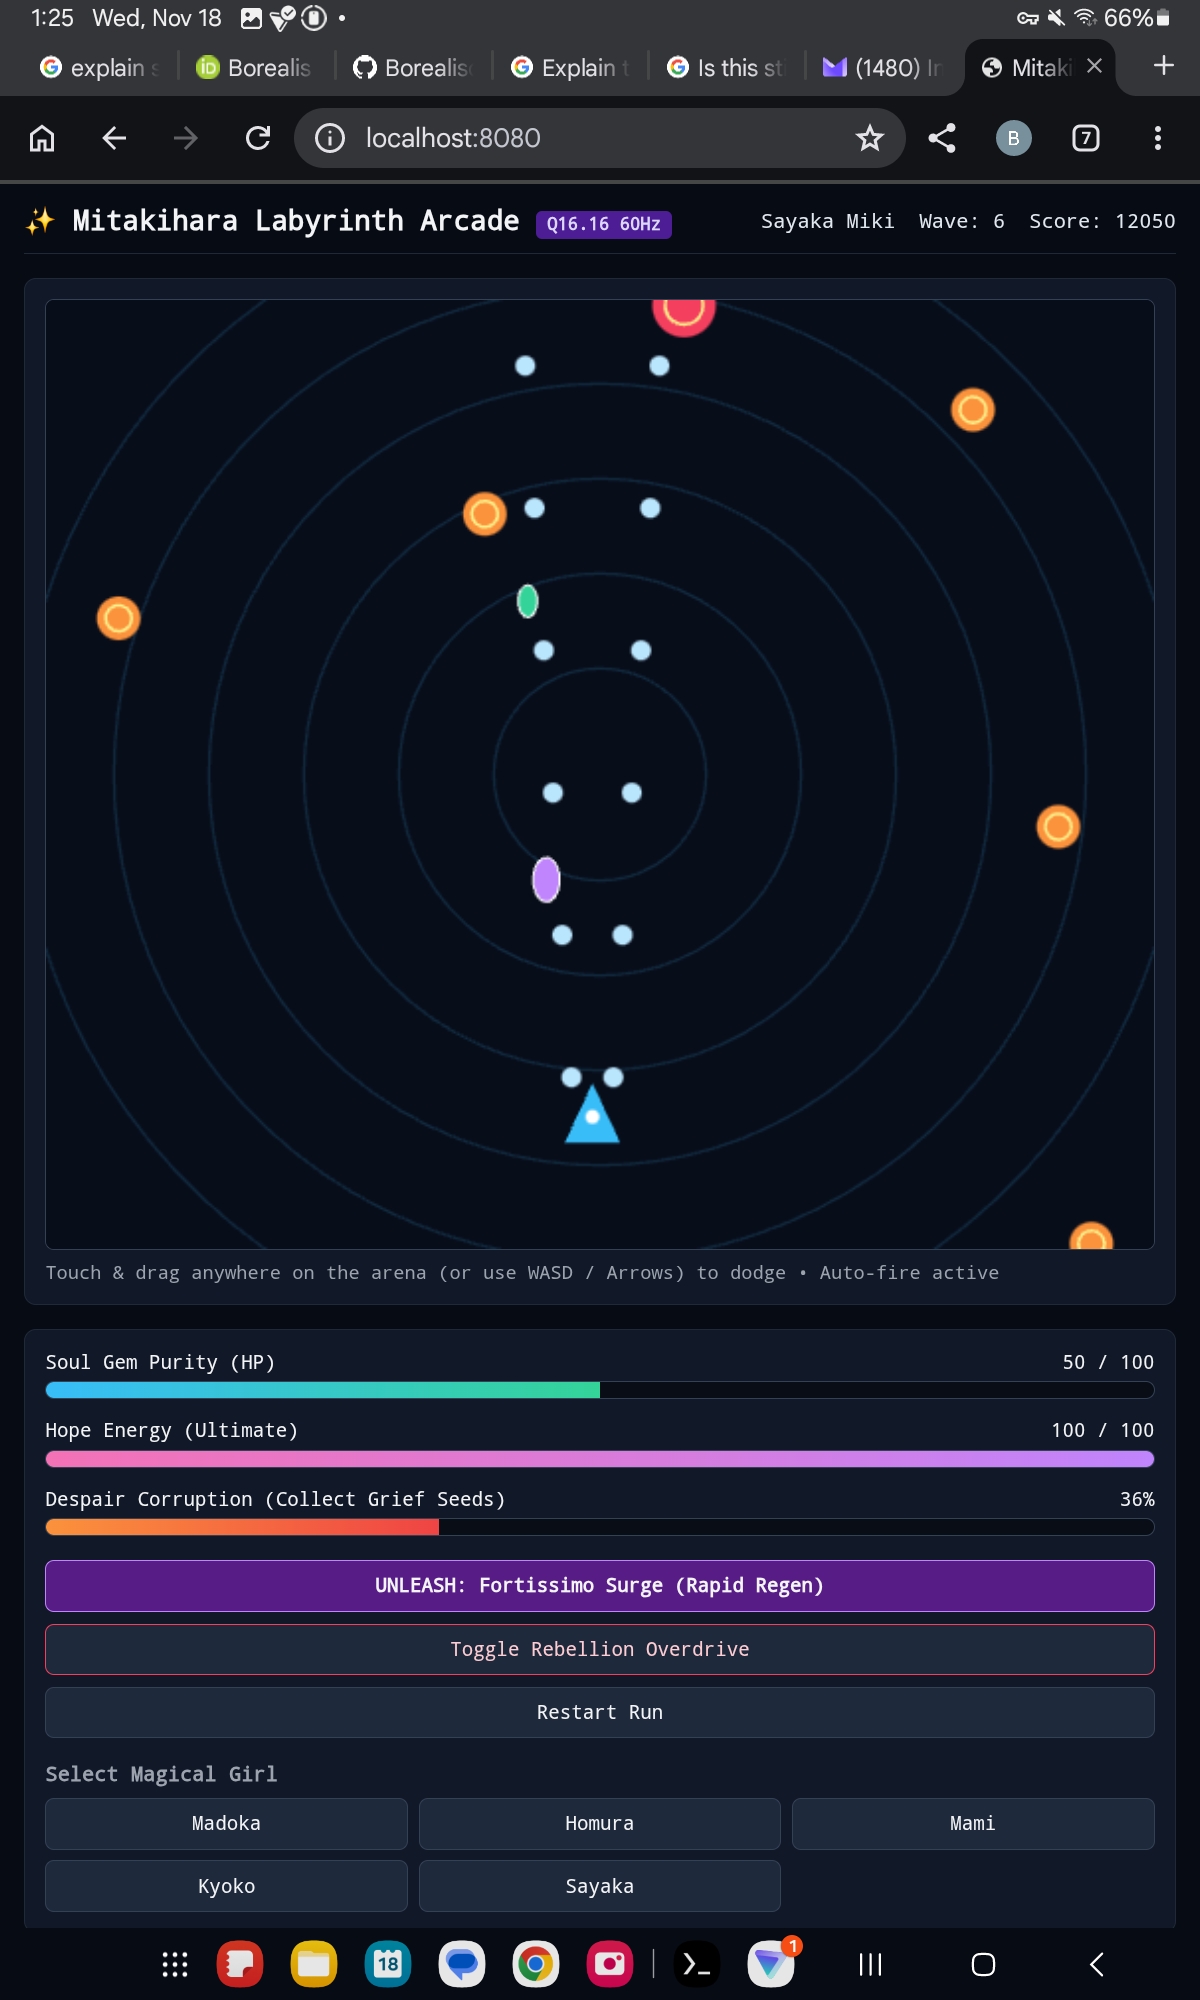 1:25 Wed, Nov 18 66%
explain s Borealis Borealis Explain t Is this sti (1480) In Mitaki
localhost:8080 B 7
✨ Mitakihara Labyrinth Arcade Q16.16 60Hz Sayaka Miki Wave: 6 Score: 12050
Touch & drag anywhere on the arena (or use WASD / Arrows) to dodge • Auto-fire active
Soul Gem Purity (HP) 50 / 100
Hope Energy (Ultimate) 100 / 100
Despair Corruption (Collect Grief Seeds) 36%
UNLEASH: Fortissimo Surge (Rapid Regen)
Toggle Rebellion Overdrive
Restart Run
Select Magical Girl
Madoka Homura Mami
Kyoko Sayaka
18 1